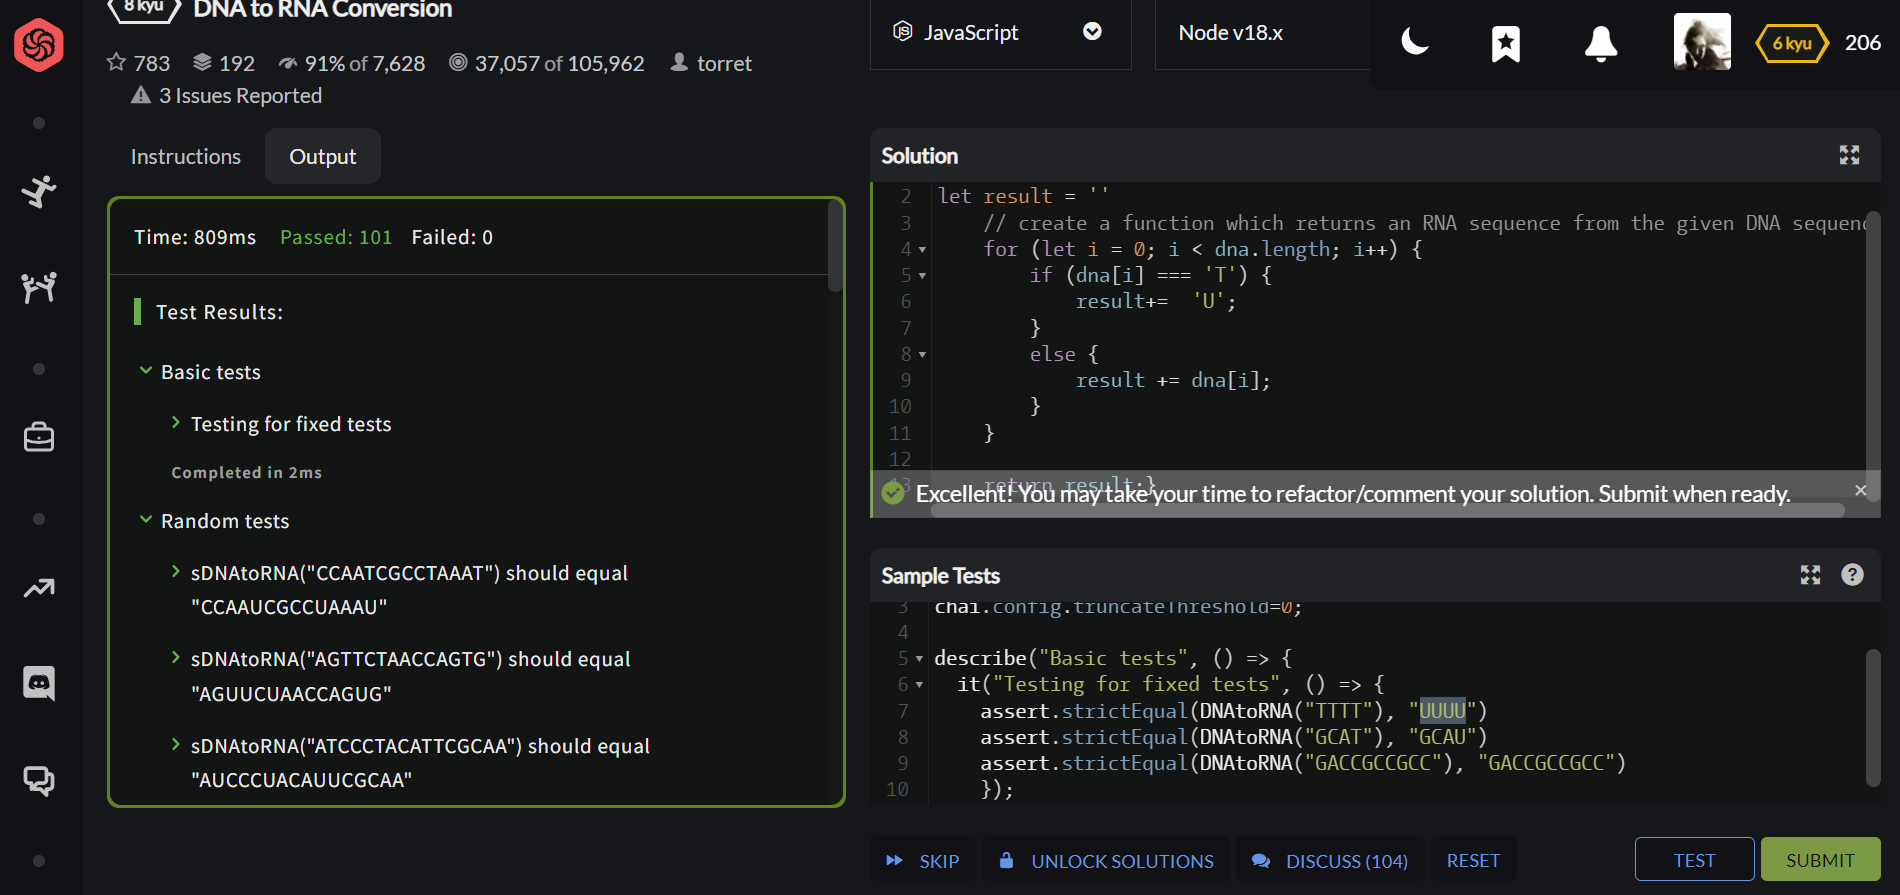 8 kyu DNA to RNA Conversion
783 192 91% of 7,628 37,057 of 105,962 torret
3 Issues Reported
JavaScript
Node v18.x
6 kyu 206
Instructions Output
Time: 809ms Passed: 101 Failed: 0
Test Results:
Basic tests
Testing for fixed tests
Completed in 2ms
Random tests
sDNAtoRNA("CCAATCGCCTAAAT") should equal
"CCAAUCGCCUAAAU"
sDNAtoRNA("AGTTCTAACCAGTG") should equal
"AGUUCUAACCAGUG"
sDNAtoRNA("ATCCCTACATTCGCAA") should equal
"AUCCCUACAUUCGCAA"
Solution
2 let result = ''
3 // create a function which returns an RNA sequence from the given DNA sequenc
4 for (let i = 0; i < dna.length; i++) {
5 if (dna[i] === 'T') {
6 result+= 'U';
7 }
8 else {
9 result += dna[i];
10 }
11 }
12
13 return result;}
Excellent! You may take your time to refactor/comment your solution. Submit when ready. ×
Sample Tests
3 chai.config.truncateThreshold=0;
4
5 describe("Basic tests", () => {
6 it("Testing for fixed tests", () => {
7 assert.strictEqual(DNAtoRNA("TTTT"), "UUUU")
8 assert.strictEqual(DNAtoRNA("GCAT"), "GCAU")
9 assert.strictEqual(DNAtoRNA("GACCGCCGCC"), "GACCGCCGCC")
10 });
SKIP UNLOCK SOLUTIONS DISCUSS (104) RESET TEST SUBMIT